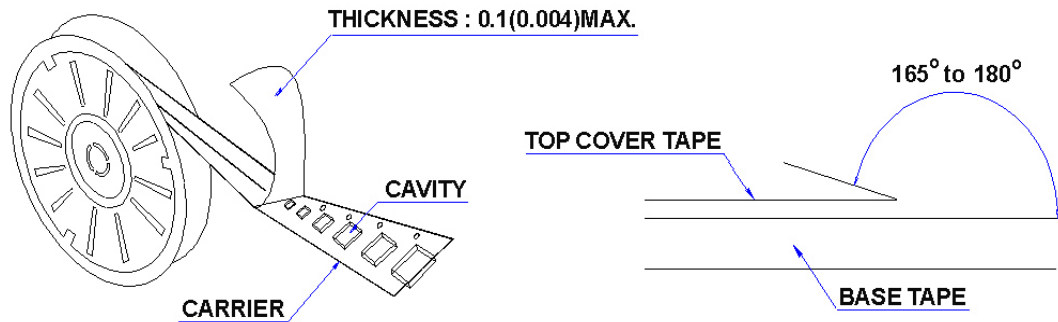 THICKNESS : 0.1(0.004)MAX.
165° to 180°
TOP COVER TAPE
CAVITY
CARRIER
BASE TAPE